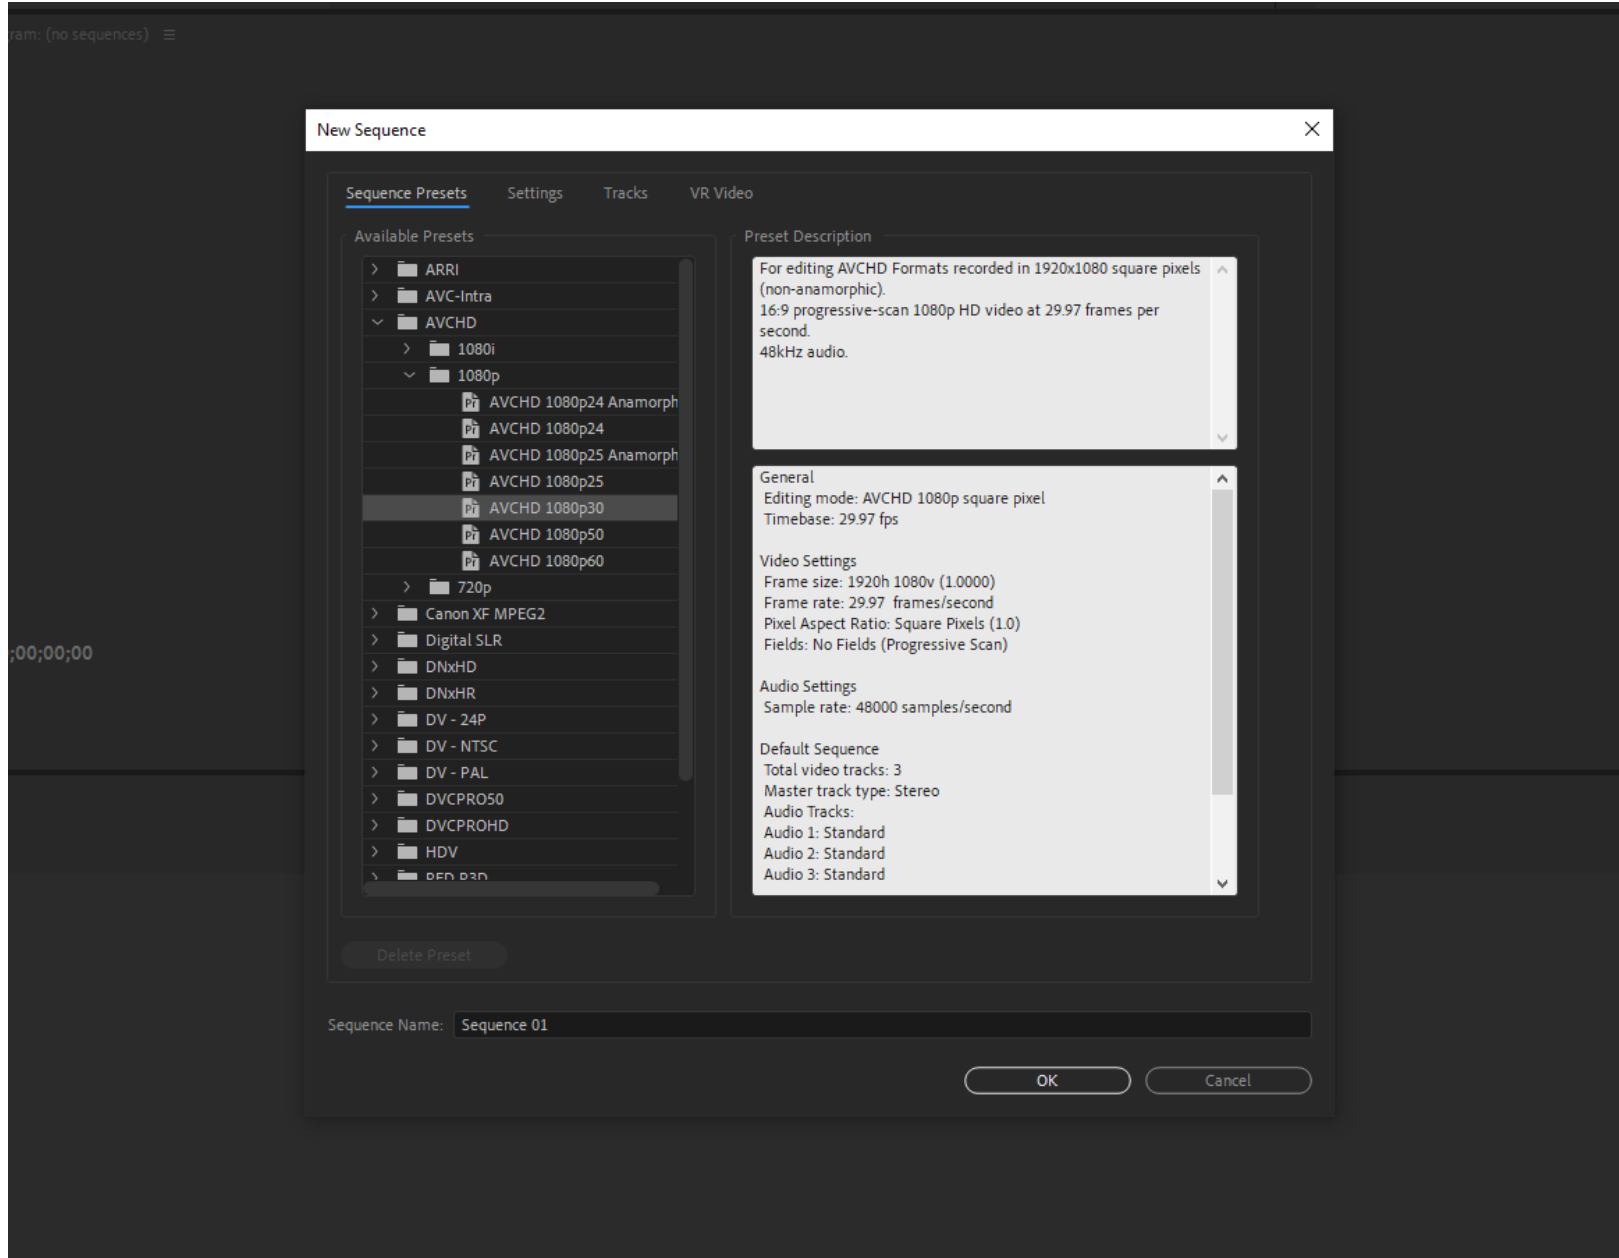 ram: (no sequences)
New Sequence
Sequence Presets Settings Tracks VR Video
Available Presets
ARRI
AVC-Intra
AVCHD
1080i
1080p
AVCHD 1080p24 Anamorph
AVCHD 1080p24
AVCHD 1080p25 Anamorph
AVCHD 1080p25
AVCHD 1080p30
AVCHD 1080p50
AVCHD 1080p60
720p
Canon XF MPEG2
Digital SLR
DNxHD
DNxHR
DV - 24P
DV - NTSC
DV - PAL
DVCPRO50
DVCPROHD
HDV
RED R3D
Preset Description
For editing AVCHD Formats recorded in 1920x1080 square pixels
(non-anamorphic).
16:9 progressive-scan 1080p HD video at 29.97 frames per
second.
48kHz audio.
General
Editing mode: AVCHD 1080p square pixel
Timebase: 29.97 fps
Video Settings
Frame size: 1920h 1080v (1.0000)
Frame rate: 29.97 frames/second
Pixel Aspect Ratio: Square Pixels (1.0)
Fields: No Fields (Progressive Scan)
Audio Settings
Sample rate: 48000 samples/second
Default Sequence
Total video tracks: 3
Master track type: Stereo
Audio Tracks:
Audio 1: Standard
Audio 2: Standard
Audio 3: Standard
;00;00;00
Delete Preset
Sequence Name: Sequence 01
OK Cancel